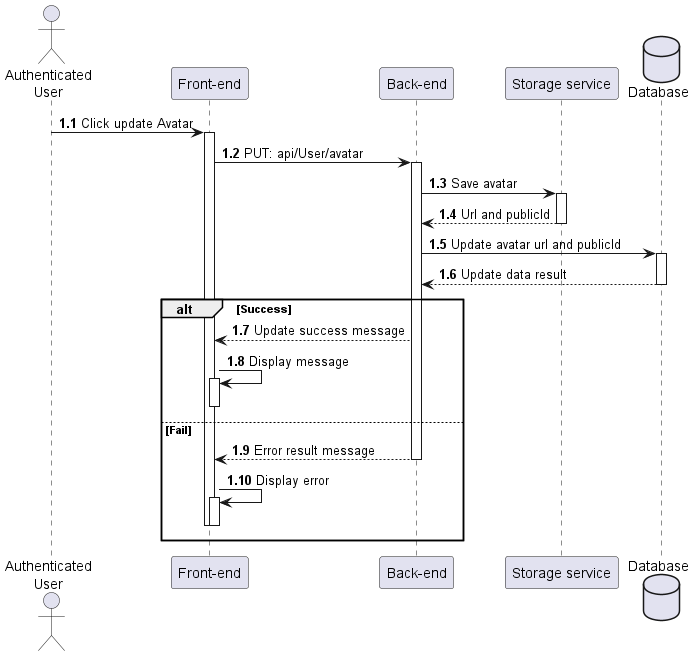 Authenticated
User
Front-end
Back-end
Storage service
Database
1.1 Click update Avatar
1.2 PUT: api/User/avatar
1.3 Save avatar
1.4 Url and publicId
1.5 Update avatar url and publicId
1.6 Update data result
alt
[Success]
1.7 Update success message
1.8 Display message
[Fail]
1.9 Error result message
1.10 Display error
Authenticated
User
Front-end
Back-end
Storage service
Database